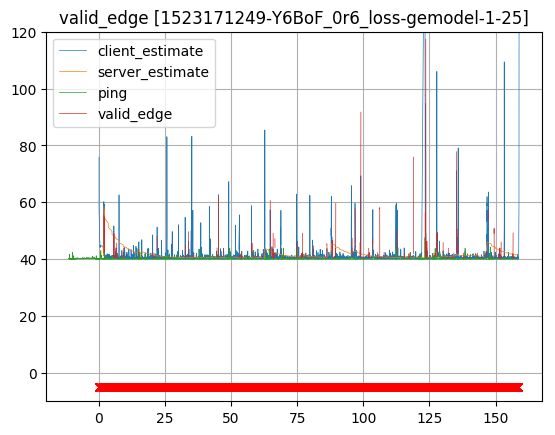 valid_edge [1523171249-Y6BoF_0r6_loss-gemodel-1-25]
client_estimate
server_estimate
ping
valid_edge
120
100
80
60
40
20
0
0 25 50 75 100 125 150